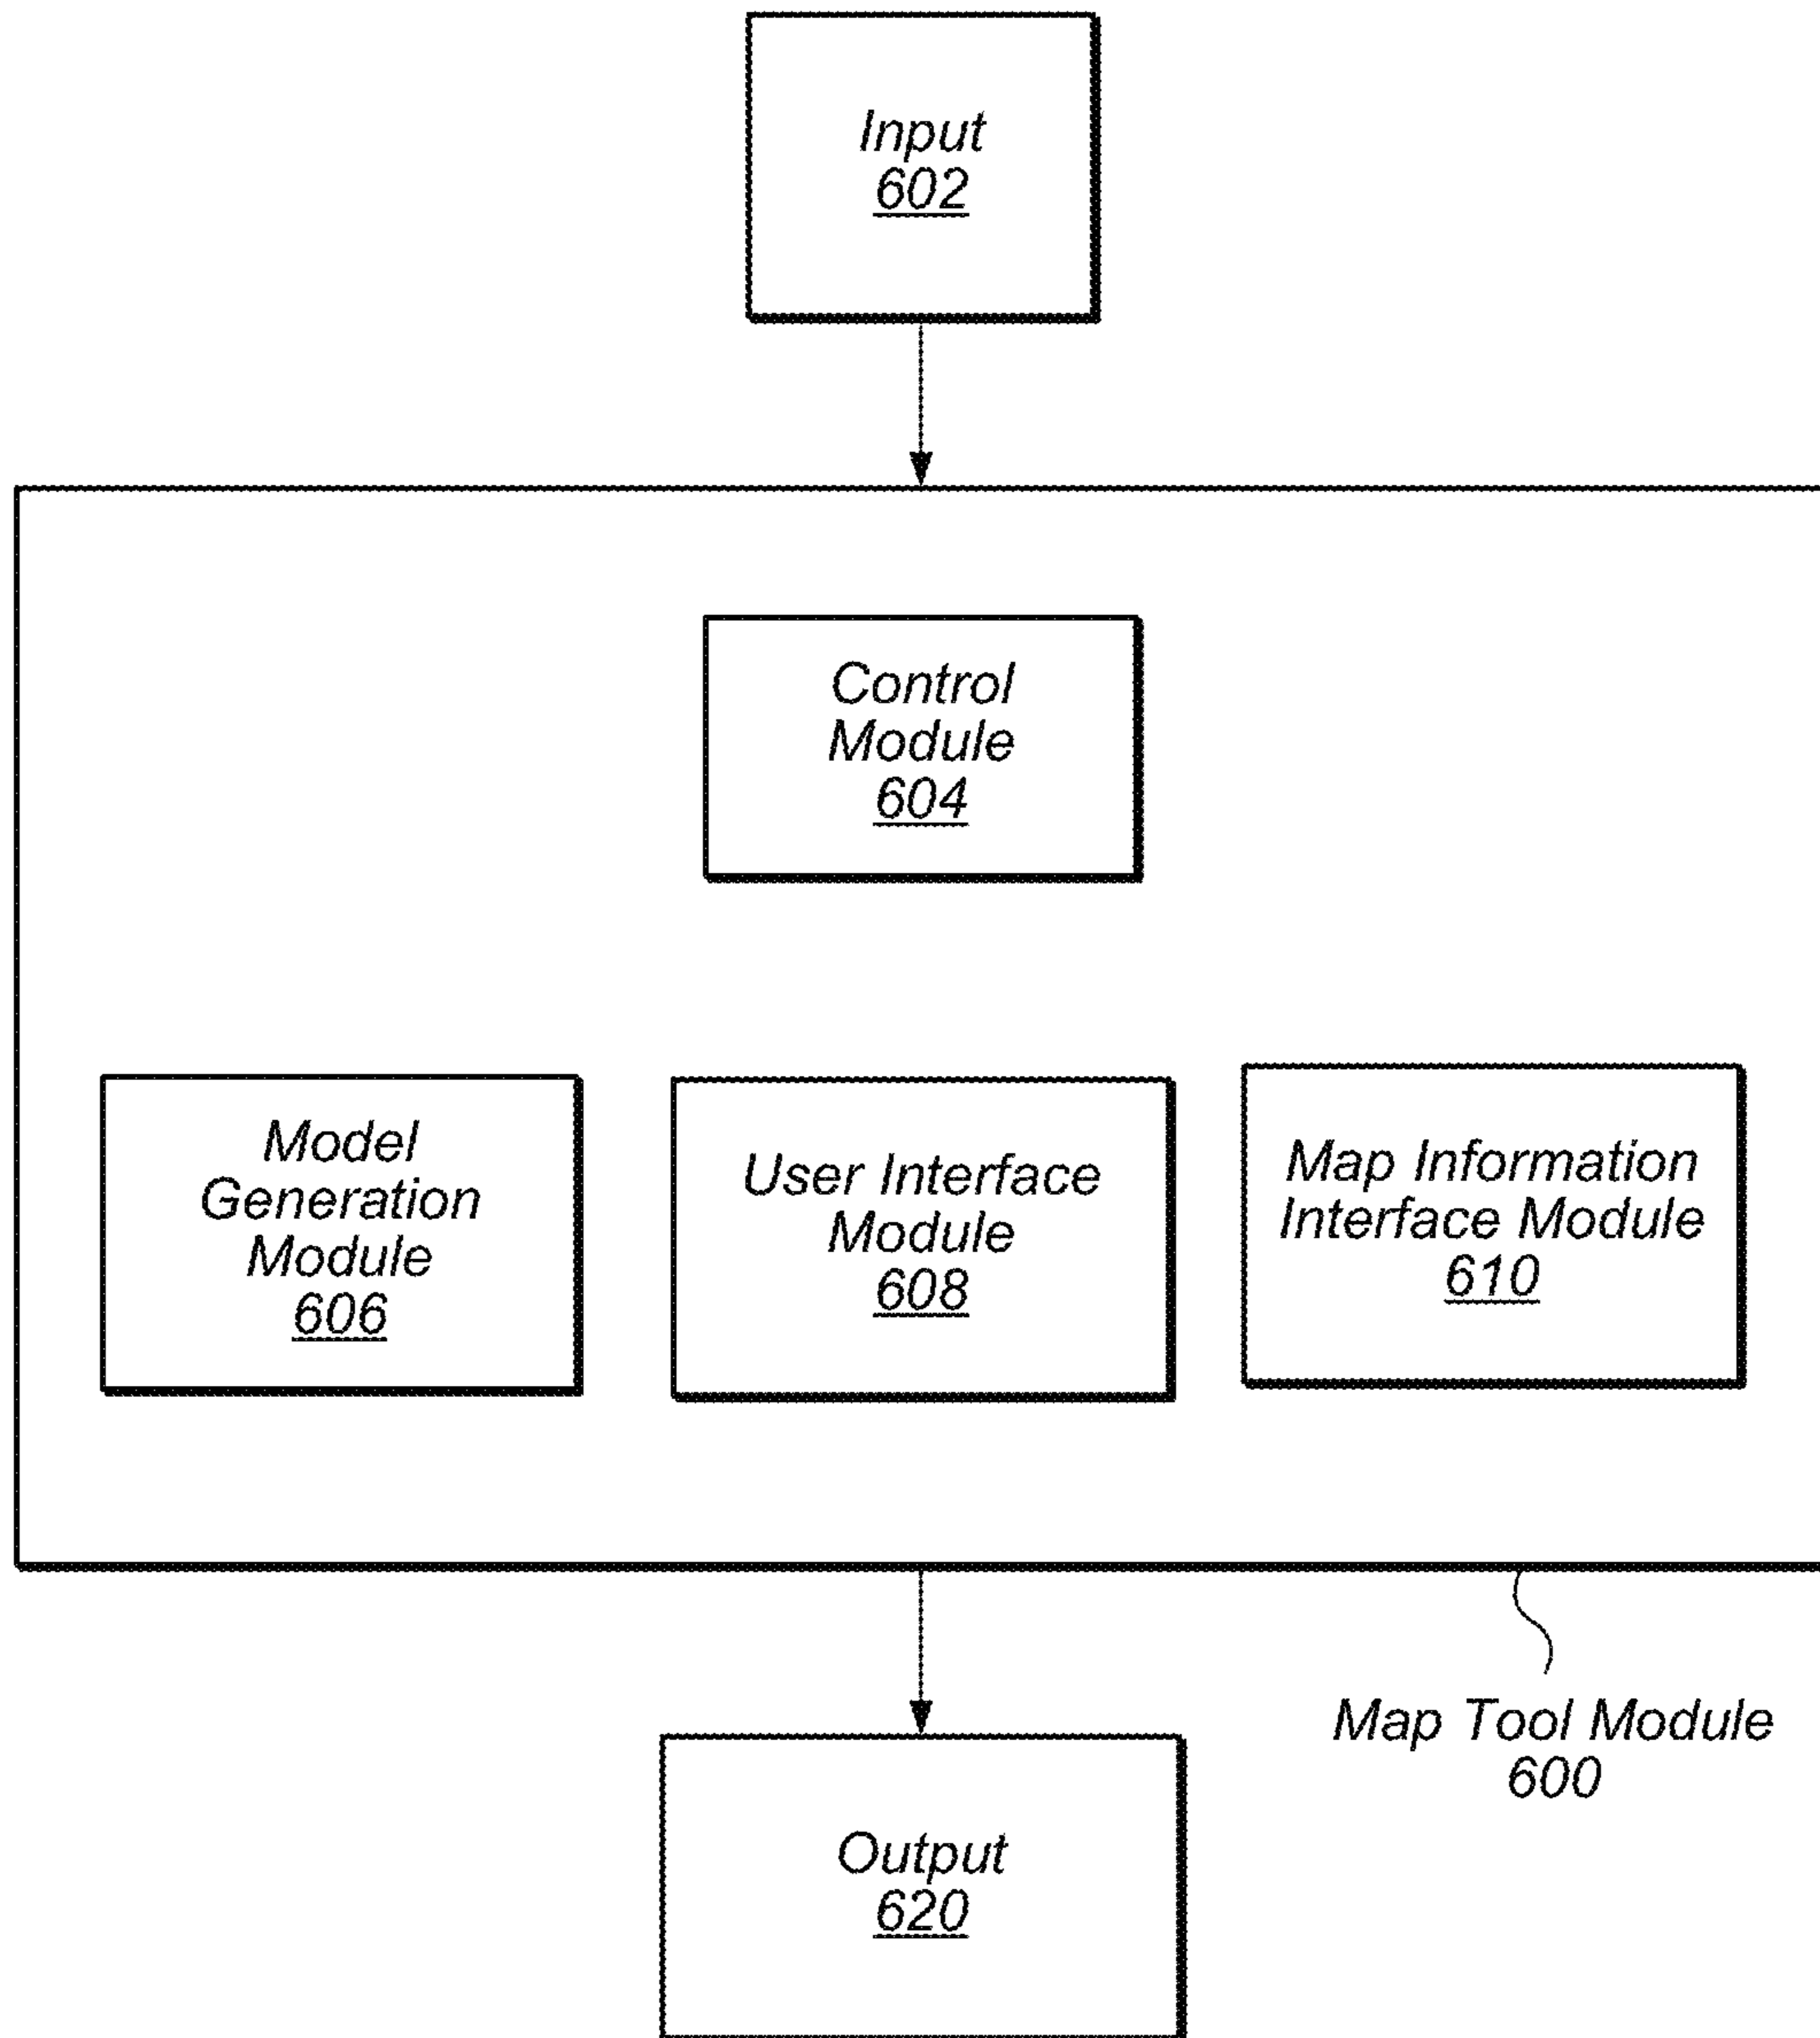 Input
602
Control
Module
604
Model
Generation
Module
606
User Interface
Module
608
Map Information
Interface Module
610
Map Tool Module
600
Output
620